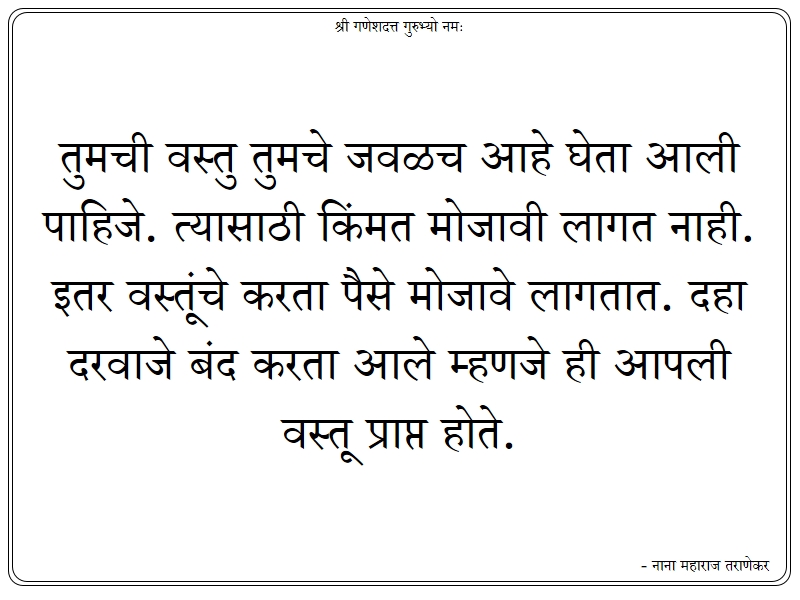 श्री गणेशदत्त गुरुभ्यो नमः
तुमची वस्तु तुमचे जवळच आहे घेता आली
पाहिजे. त्यासाठी किंमत मोजावी लागत नाही.
इतर वस्तूंचे करता पैसे मोजावे लागतात. दहा
दरवाजे बंद करता आले म्हणजे ही आपली
वस्तू प्राप्त होते.
- नाना महाराज तराणेकर